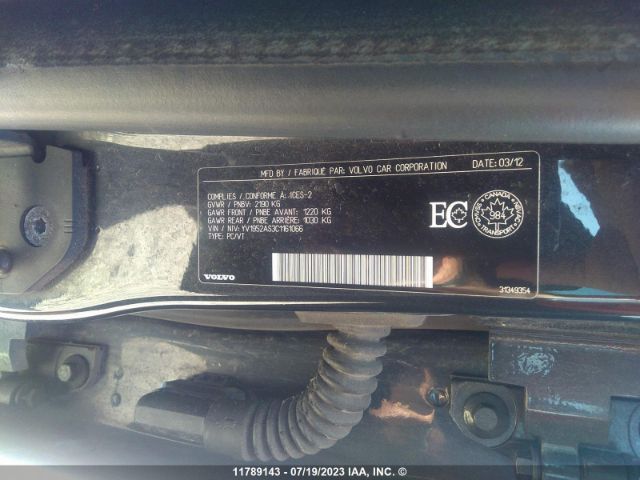 MFD BY / FABRIQUÉ PAR: VOLVO CAR CORPORATION DATE: 03/12
COMPLIES / CONFORME A: ICES-2
GVWR / PNBV: 2190 KG
GAWR FRONT / PNBE AVANT: 1220 KG
GAWR REAR / PNBE ARRIÈRE: 1030 KG
VIN / NIV: YV1952AS3C1161066
TYPE: PC/VT
EC
CANADA
984
TRANSPORT
VOLVO
31349354
11789143 - 07/19/2023 IAA, INC. ©